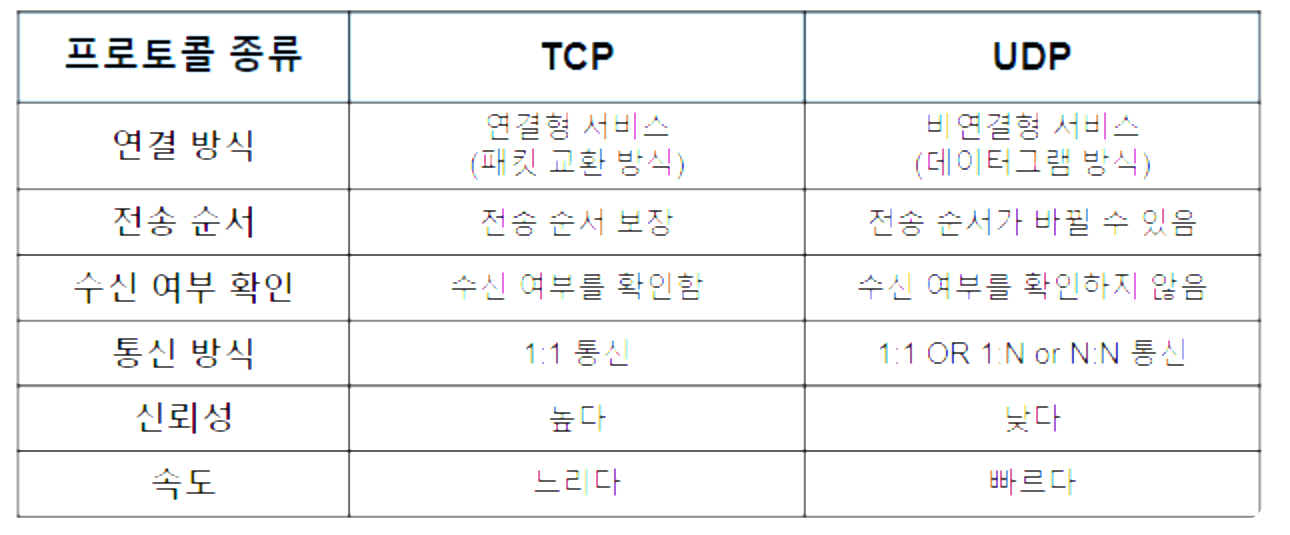 프로토콜 종류 TCP UDP
연결 방식 연결형 서비스 (패킷 교환 방식) 비연결형 서비스 (데이터그램 방식)
전송 순서 전송 순서 보장 전송 순서가 바뀔 수 있음
수신 여부 확인 수신 여부를 확인함 수신 여부를 확인하지 않음
통신 방식 1:1 통신 1:1 OR 1:N or N:N 통신
신뢰성 높다 낮다
속도 느리다 빠르다